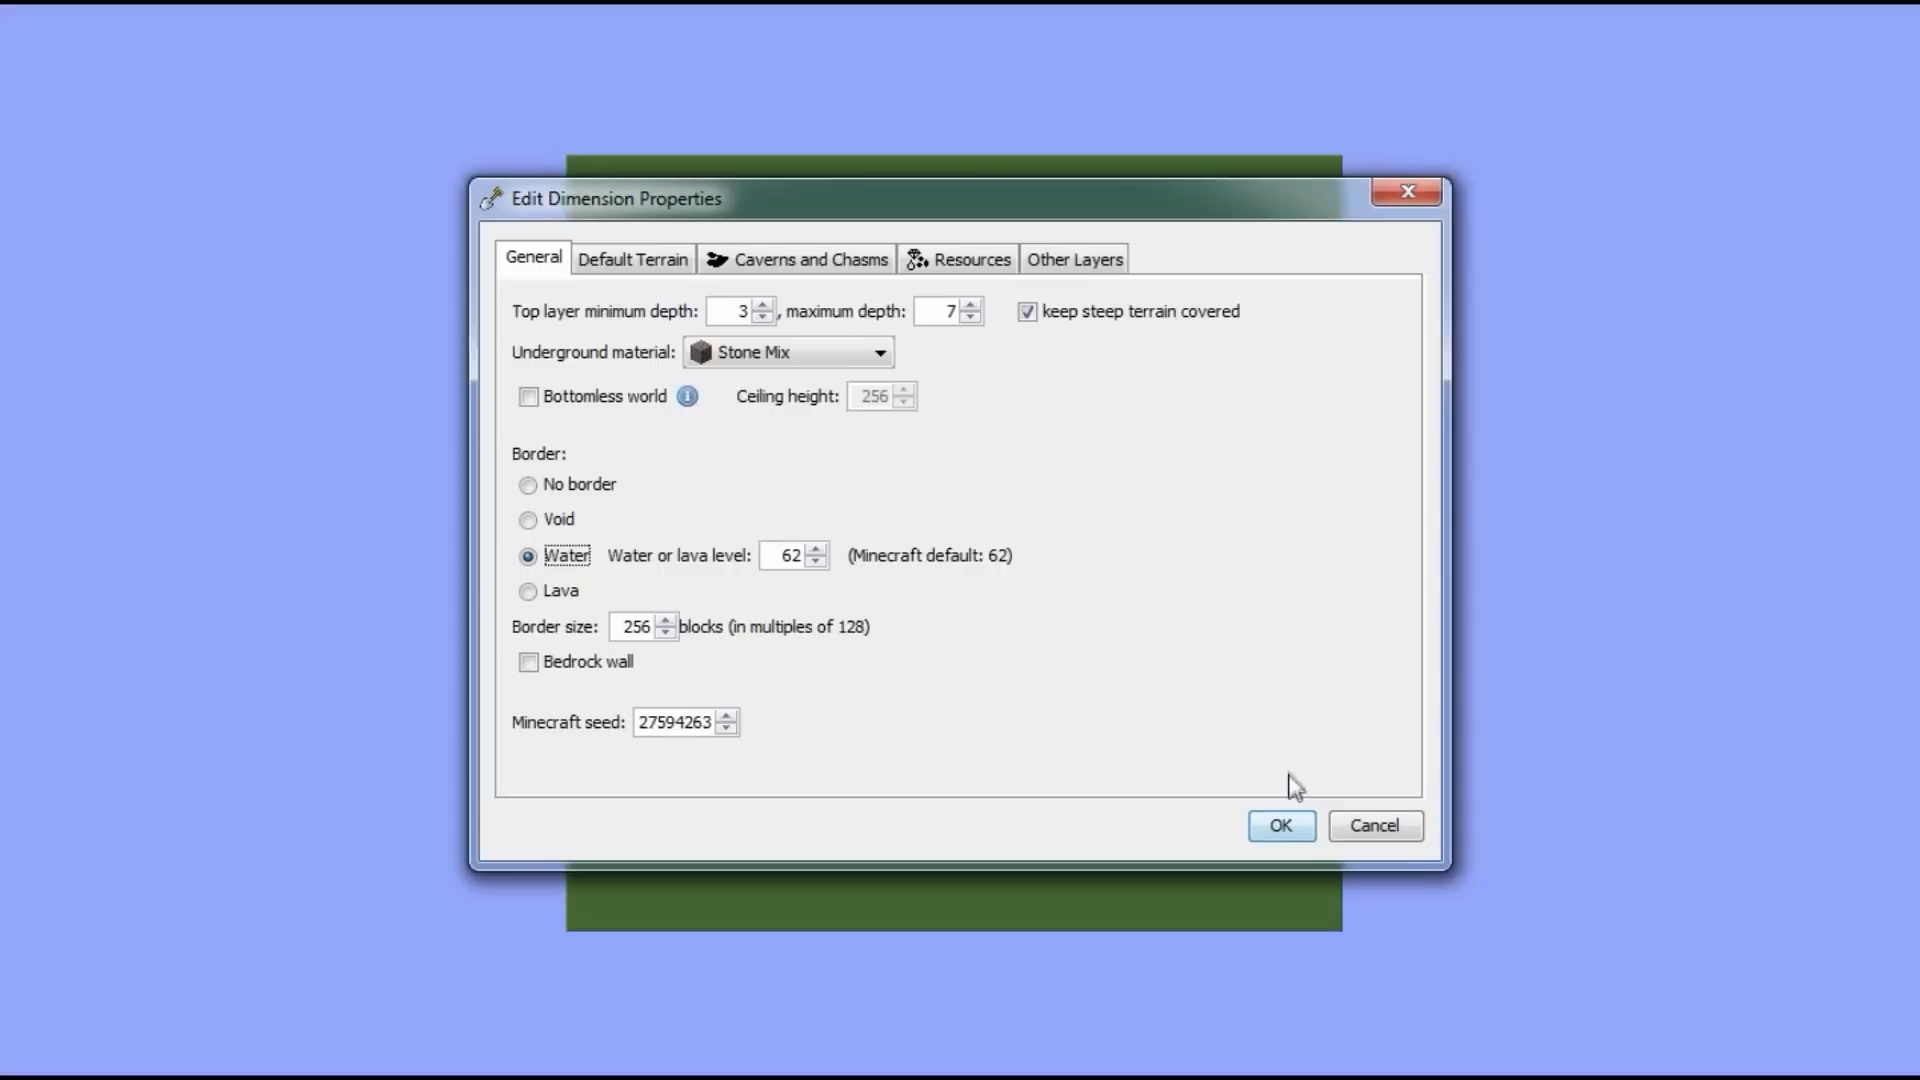 Edit Dimension Properties
General Default Terrain Caverns and Chasms Resources Other Layers
Top layer minimum depth: 3 , maximum depth: 7 keep steep terrain covered
Underground material: Stone Mix
Bottomless world Ceiling height: 256
Border:
No border
Void
Water Water or lava level: 62 (Minecraft default: 62)
Lava
Border size: 256 blocks (in multiples of 128)
Bedrock wall
Minecraft seed: 27594263
OK Cancel